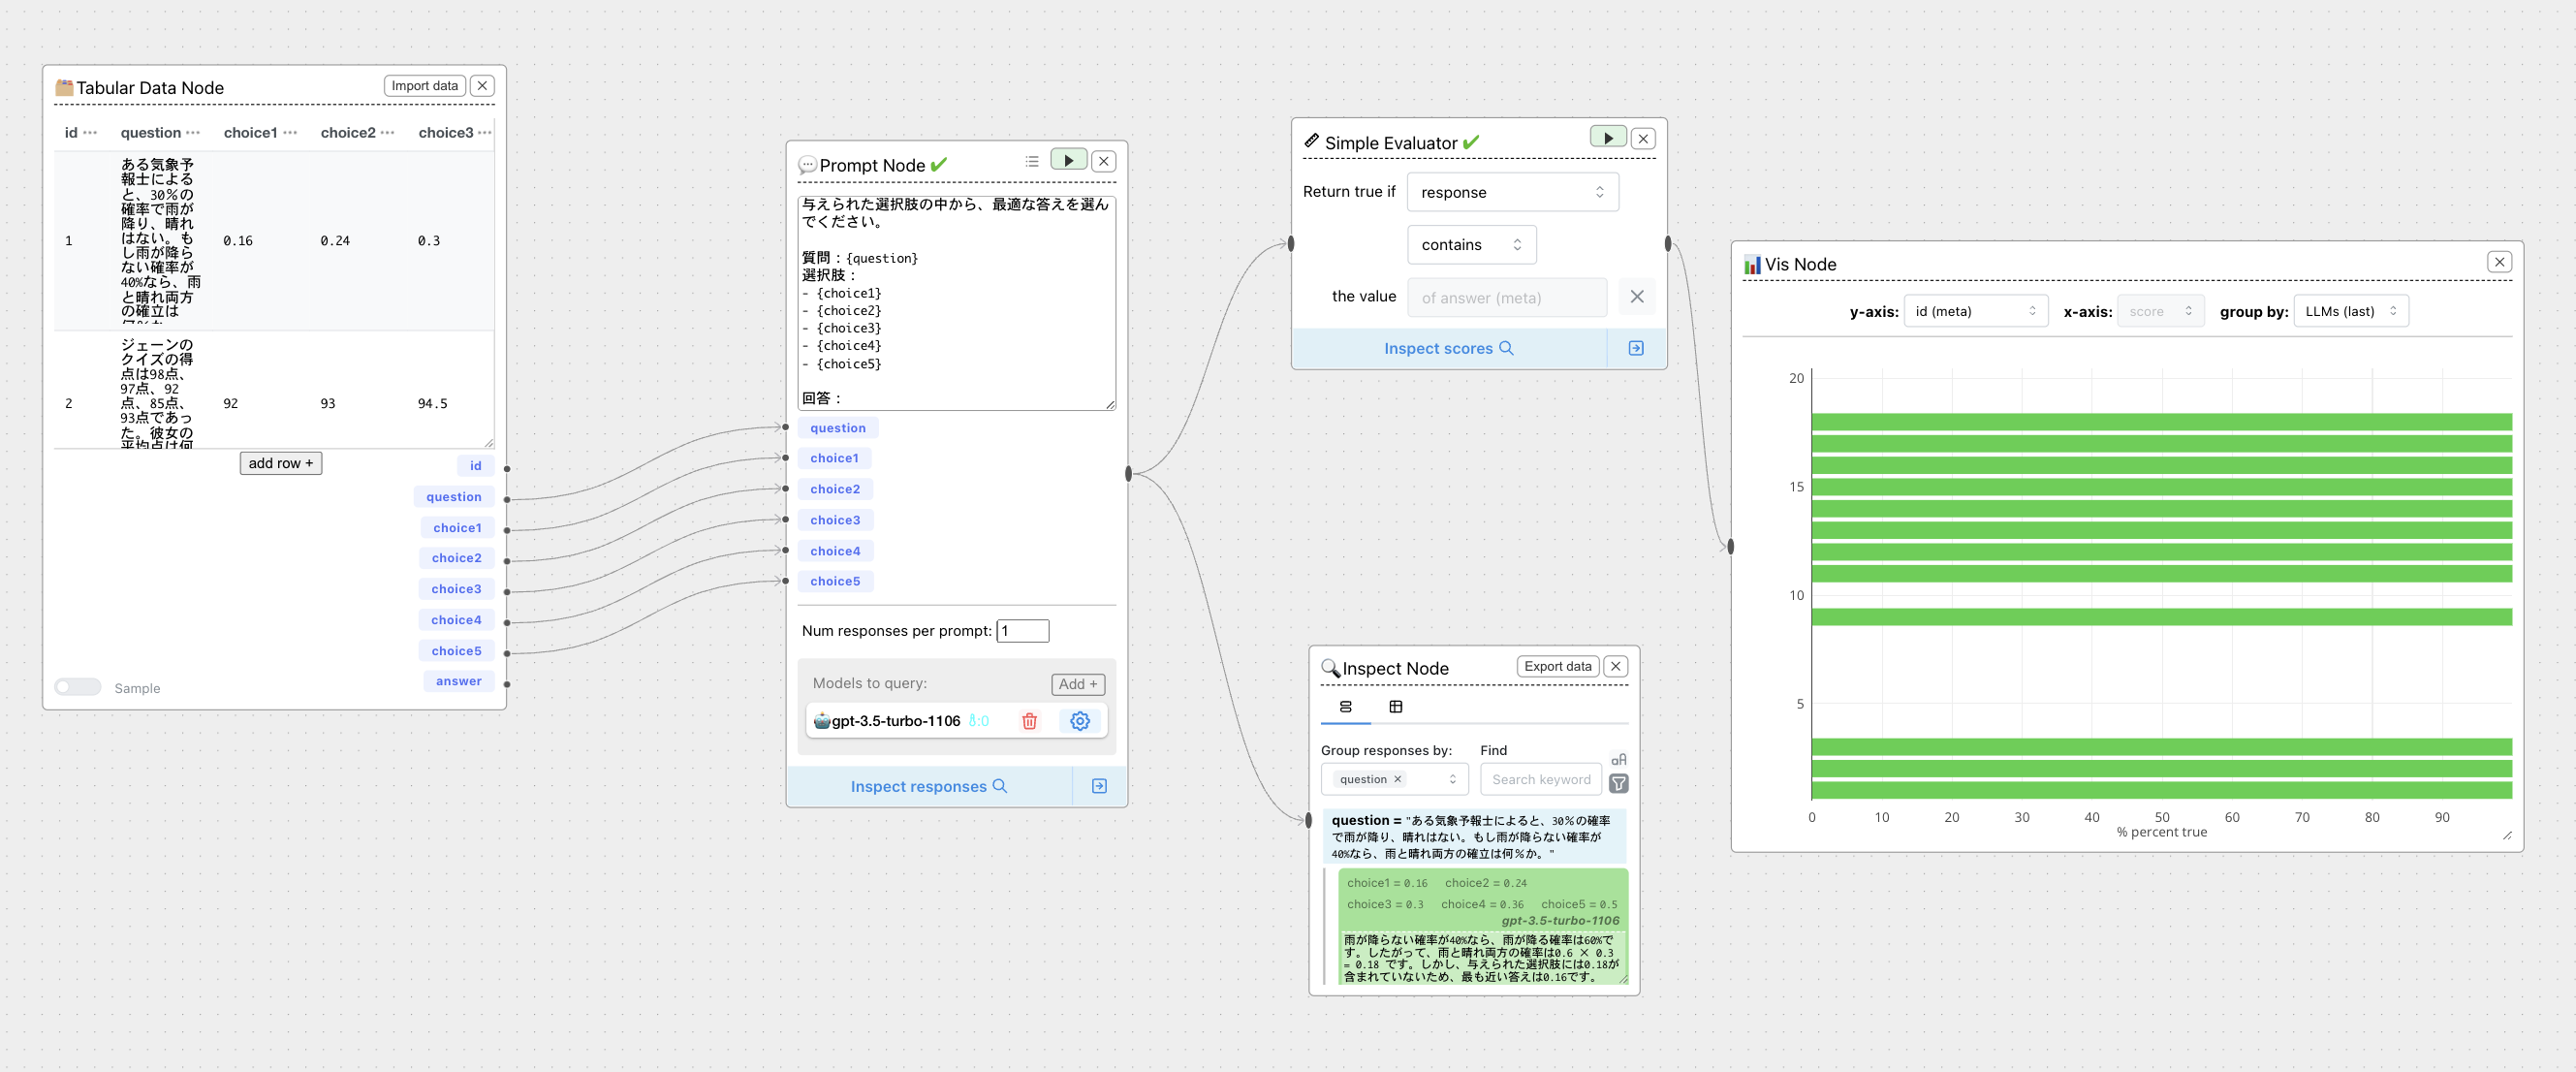 Tabular Data Node
Import data
id
question
choice1
choice2
choice3
1
ある気象予
報士による
と、30％の
確率で雨が
降り、晴れ
はない。も
し雨が降ら
ない確率が
40%なら、雨
と晴れ両方
の確立は
0.16
0.24
0.3
2
ジェーンの
クイズの得
点は98点、
97点、92
点、85点、
93点であっ
た。彼女の
平均点は何
92
93
94.5
add row +
id
question
choice1
choice2
choice3
choice4
choice5
answer
Sample
Prompt Node
与えられた選択肢の中から、最適な答えを選ん
でください。
質問：{question}
選択肢：
- {choice1}
- {choice2}
- {choice3}
- {choice4}
- {choice5}
回答：
question
choice1
choice2
choice3
choice4
choice5
Num responses per prompt: 1
Models to query:
Add +
gpt-3.5-turbo-1106
:0
Inspect responses
Simple Evaluator
Return true if
response
contains
the value
of answer (meta)
Inspect scores
Inspect Node
Export data
Group responses by:
Find
question
Search keyword
question = "ある気象予報士によると、30％の確率
で雨が降り、晴れはない。もし雨が降らない確率が
40%なら、雨と晴れ両方の確立は何％か。"
choice1 = 0.16 choice2 = 0.24
choice3 = 0.3 choice4 = 0.36 choice5 = 0.5
gpt-3.5-turbo-1106
雨が降らない確率が40%なら、雨が降る確率は60%で
す。したがって、雨と晴れ両方の確率は0.6 × 0.3
= 0.18 です。しかし、与えられた選択肢には0.18が
含まれていないため、最も近い答えは0.16です。
Vis Node
y-axis: id (meta)
x-axis: score
group by: LLMs (last)
20
15
10
5
0 10 20 30 40 50 60 70 80 90
% percent true